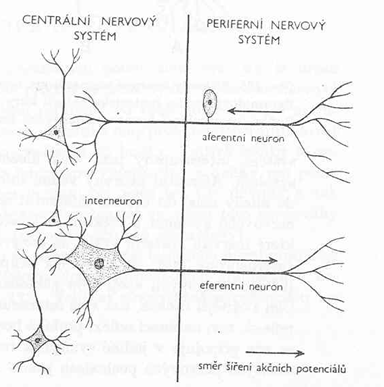 CENTRÁLNÍ NERVOVÝ
SYSTÉM
PERIFERNÍ NERVOVÝ
SYSTÉM
aferentní neuron
interneuron
eferentní neuron
směr šíření akčních potenciálů